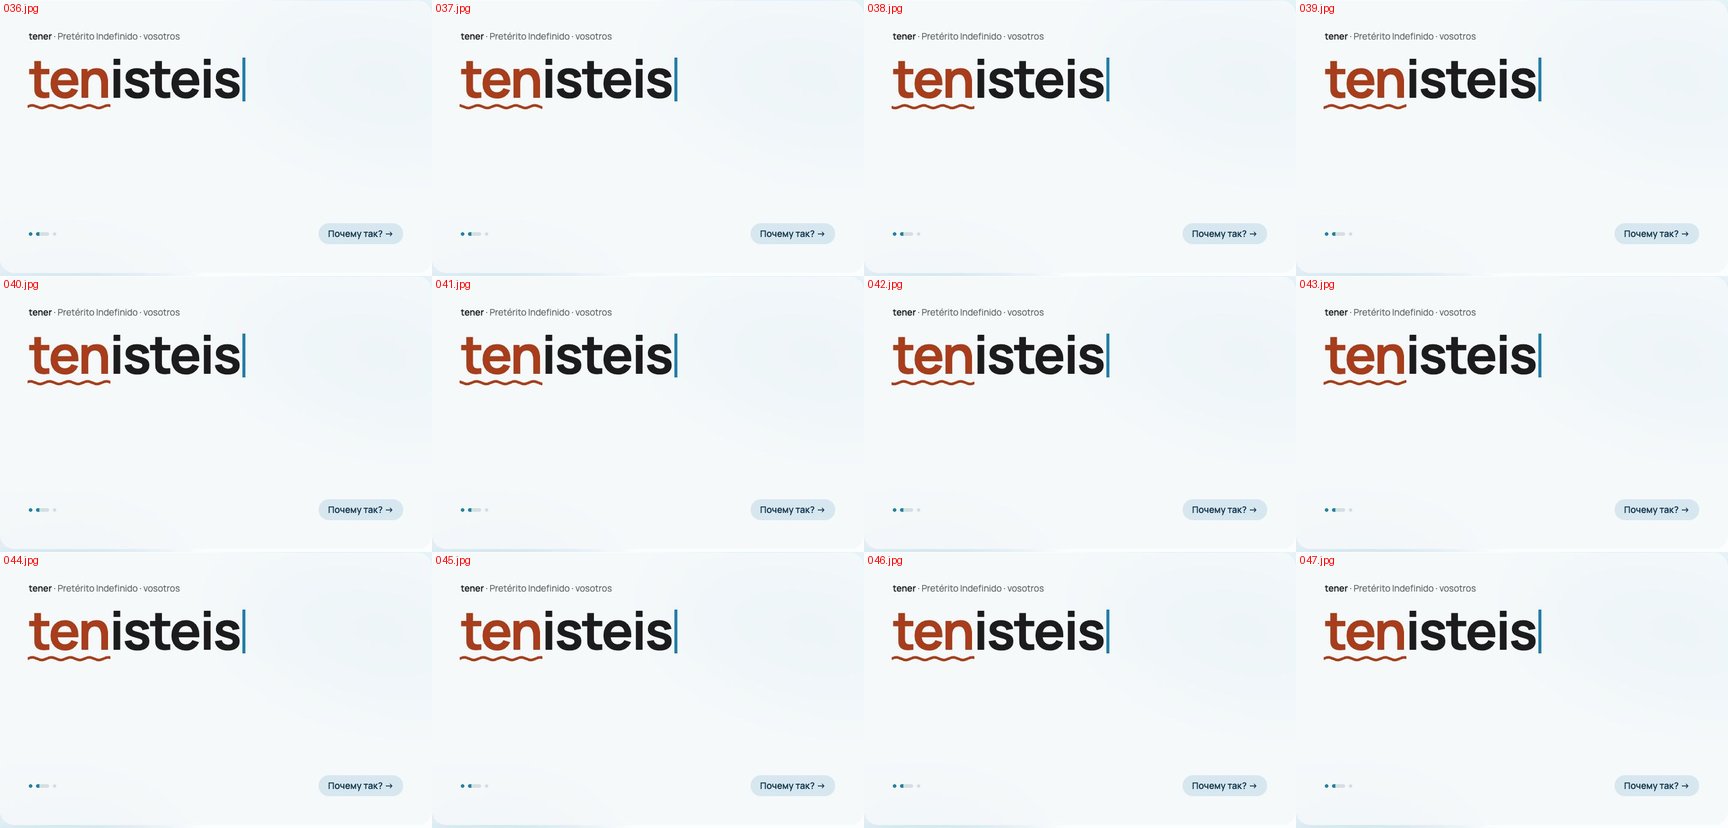 036.jpg
tener · Pretérito Indefinido · vosotros
tenisteis
Почему так? →
037.jpg
tener · Pretérito Indefinido · vosotros
tenisteis
Почему так? →
038.jpg
tener · Pretérito Indefinido · vosotros
tenisteis
Почему так? →
039.jpg
tener · Pretérito Indefinido · vosotros
tenisteis
Почему так? →
040.jpg
tener · Pretérito Indefinido · vosotros
tenisteis
Почему так? →
041.jpg
tener · Pretérito Indefinido · vosotros
tenisteis
Почему так? →
042.jpg
tener · Pretérito Indefinido · vosotros
tenisteis
Почему так? →
043.jpg
tener · Pretérito Indefinido · vosotros
tenisteis
Почему так? →
044.jpg
tener · Pretérito Indefinido · vosotros
tenisteis
Почему так? →
045.jpg
tener · Pretérito Indefinido · vosotros
tenisteis
Почему так? →
046.jpg
tener · Pretérito Indefinido · vosotros
tenisteis
Почему так? →
047.jpg
tener · Pretérito Indefinido · vosotros
tenisteis
Почему так? →